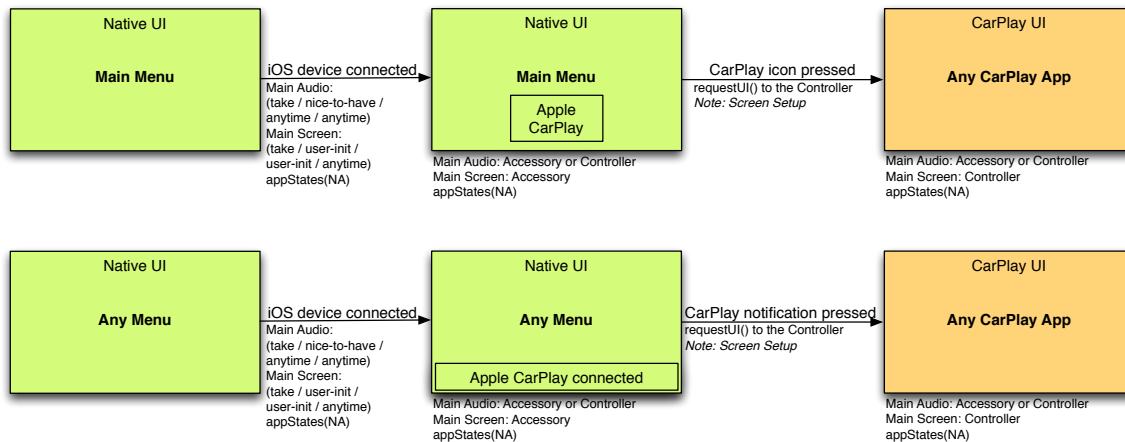 Native UI
Main Menu
iOS device connected
Main Audio:
(take / nice-to-have /
anytime / anytime)
Main Screen:
(take / user-init /
user-init / anytime)
appStates(NA)
Native UI
Main Menu
Apple
CarPlay
Main Audio: Accessory or Controller
Main Screen: Accessory
appStates(NA)
CarPlay icon pressed
requestUI() to the Controller
Note: Screen Setup
CarPlay UI
Any CarPlay App
Main Audio: Accessory or Controller
Main Screen: Controller
appStates(NA)
Native UI
Any Menu
iOS device connected
Main Audio:
(take / nice-to-have /
anytime / anytime)
Main Screen:
(take / user-init /
user-init / anytime)
appStates(NA)
Native UI
Any Menu
Apple CarPlay connected
Main Audio: Accessory or Controller
Main Screen: Accessory
appStates(NA)
CarPlay notification pressed
requestUI() to the Controller
Note: Screen Setup
CarPlay UI
Any CarPlay App
Main Audio: Accessory or Controller
Main Screen: Controller
appStates(NA)